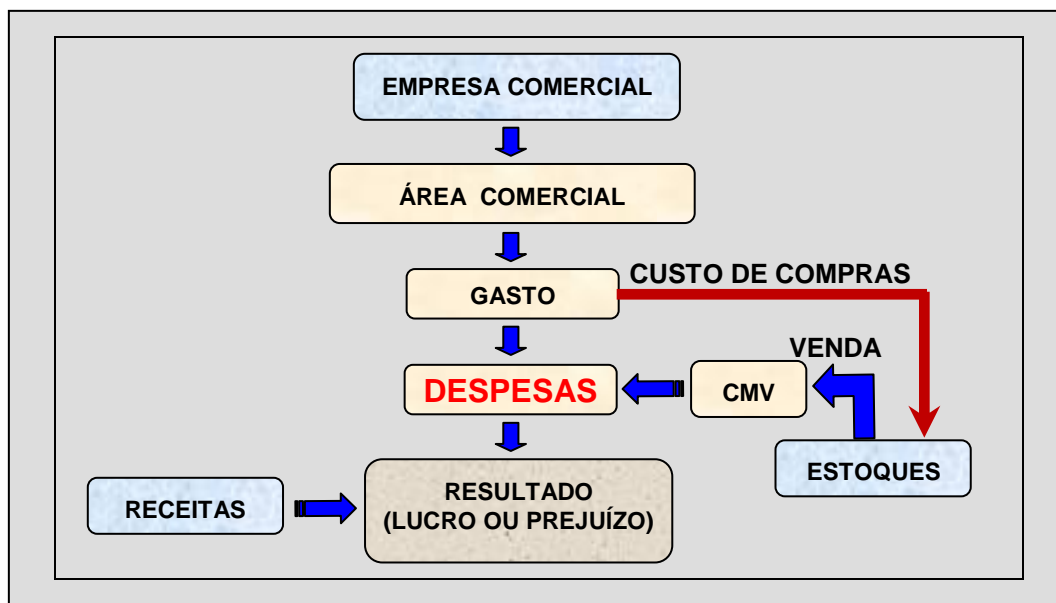 EMPRESA COMERCIAL
ÁREA COMERCIAL
CUSTO DE COMPRAS
GASTO
VENDA
DESPESAS
CMV
ESTOQUES
RECEITAS
RESULTADO
(LUCRO OU PREJUÍZO)